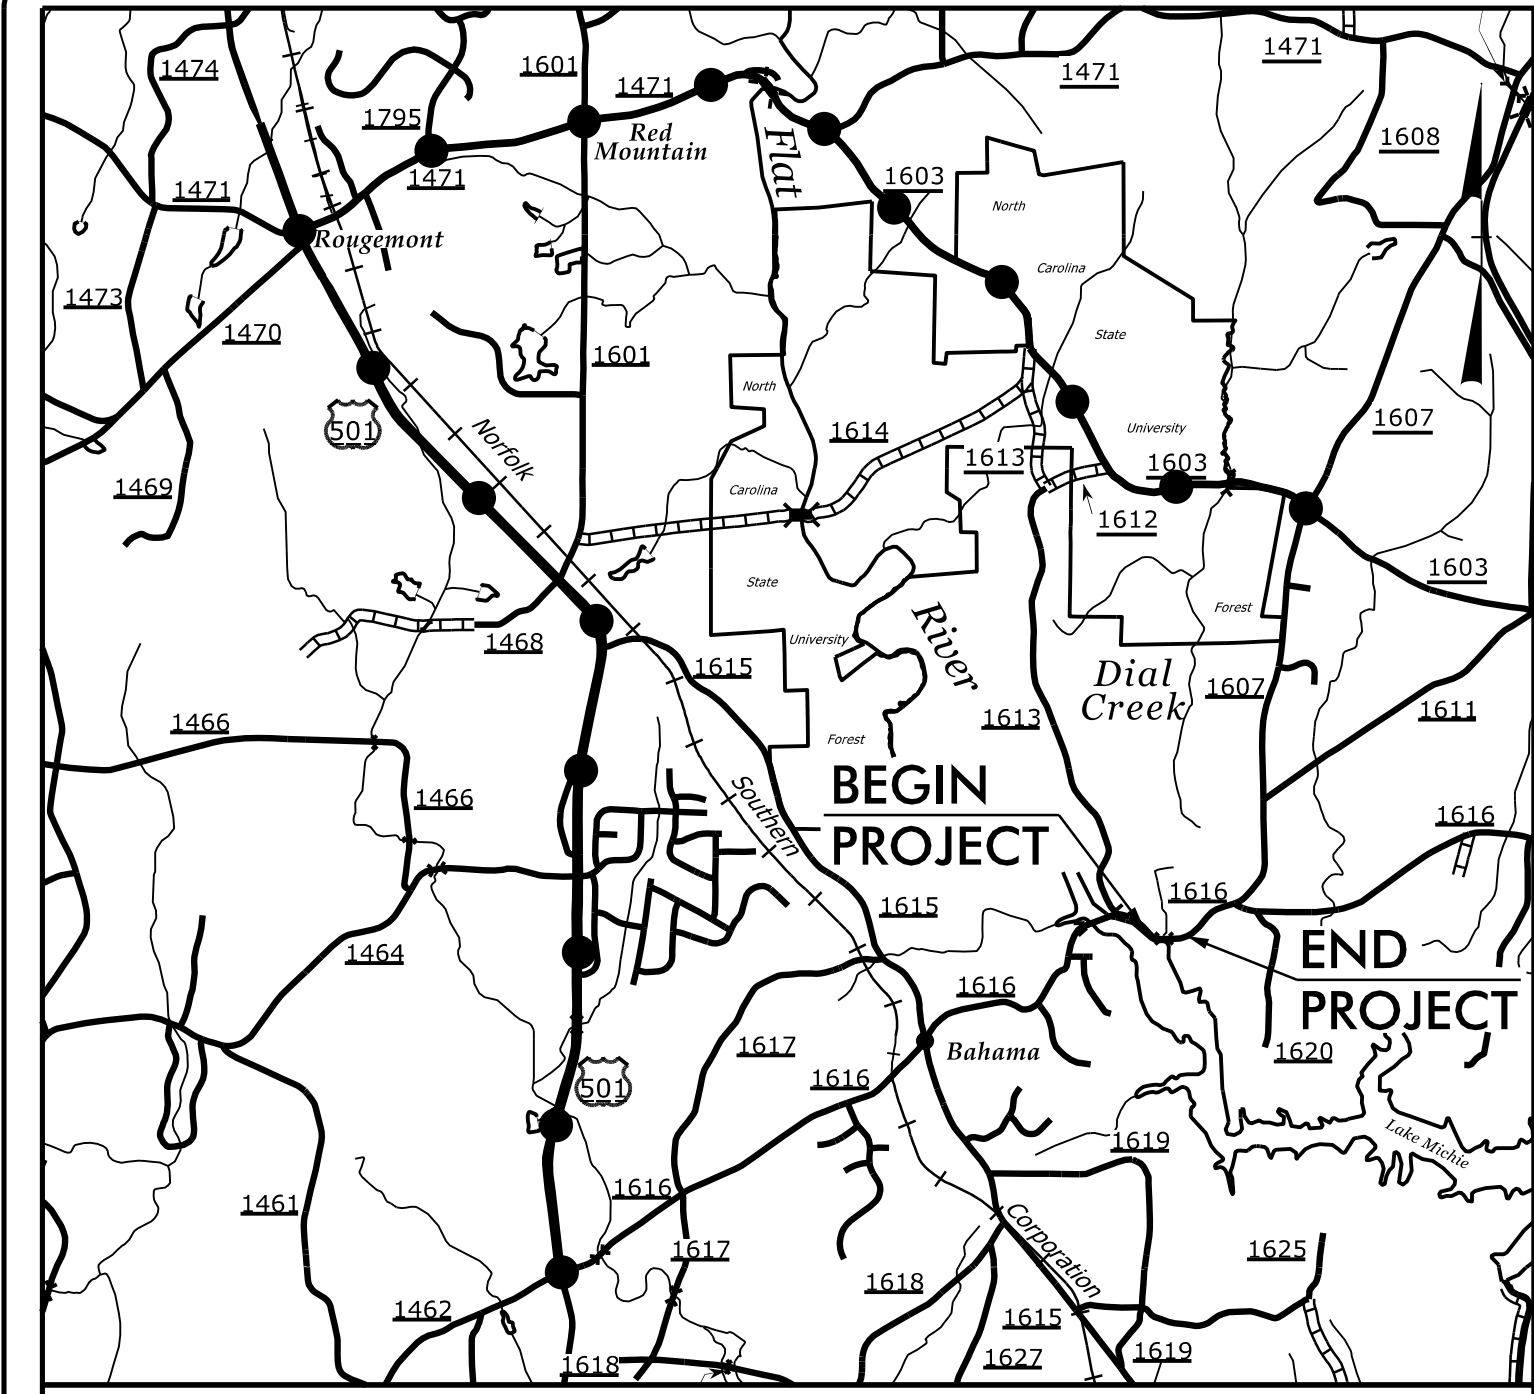 1474
1601
1471
1471
1471
1795
Red
Mountain
Flat
1608
1471
1471
1603
North
Rougemont
Carolina
1473
1470
1601
State
North
501
Norfolk
1614
University
1607
1613
1603
1469
Carolina
1612
State
1603
Forest
River
University
1468
1615
Dial
Creek
1607
1613
1611
1466
Forest
BEGIN
PROJECT
1466
Southern
1616
1616
1615
1464
END
PROJECT
1616
1617
Bahama
1620
501
1616
Lake Michie
1619
1616
1461
Corporation
1617
1625
1618
1462
1615
1619
1627
1618